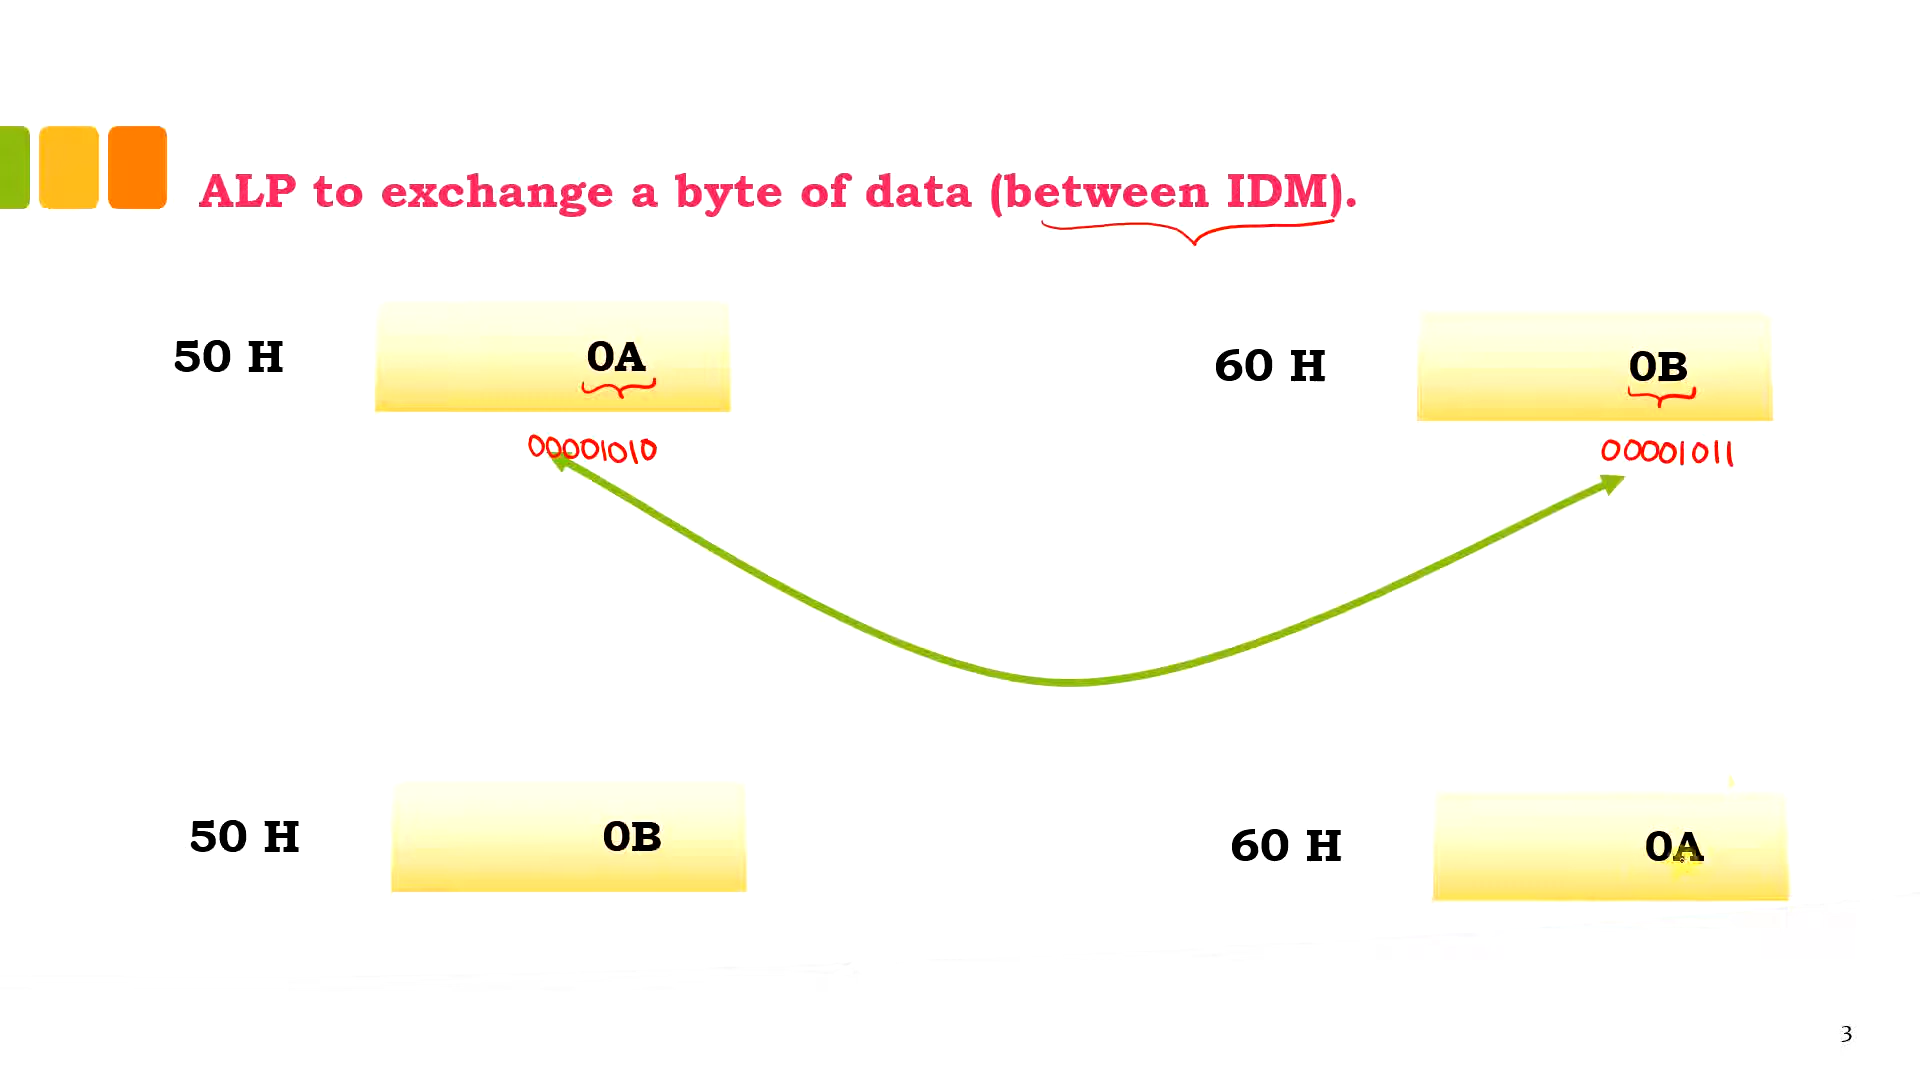 ALP to exchange a byte of data (between IDM).
50 H 0A 60 H 0B
00001010 00001011
50 H 0B 60 H 0A
3